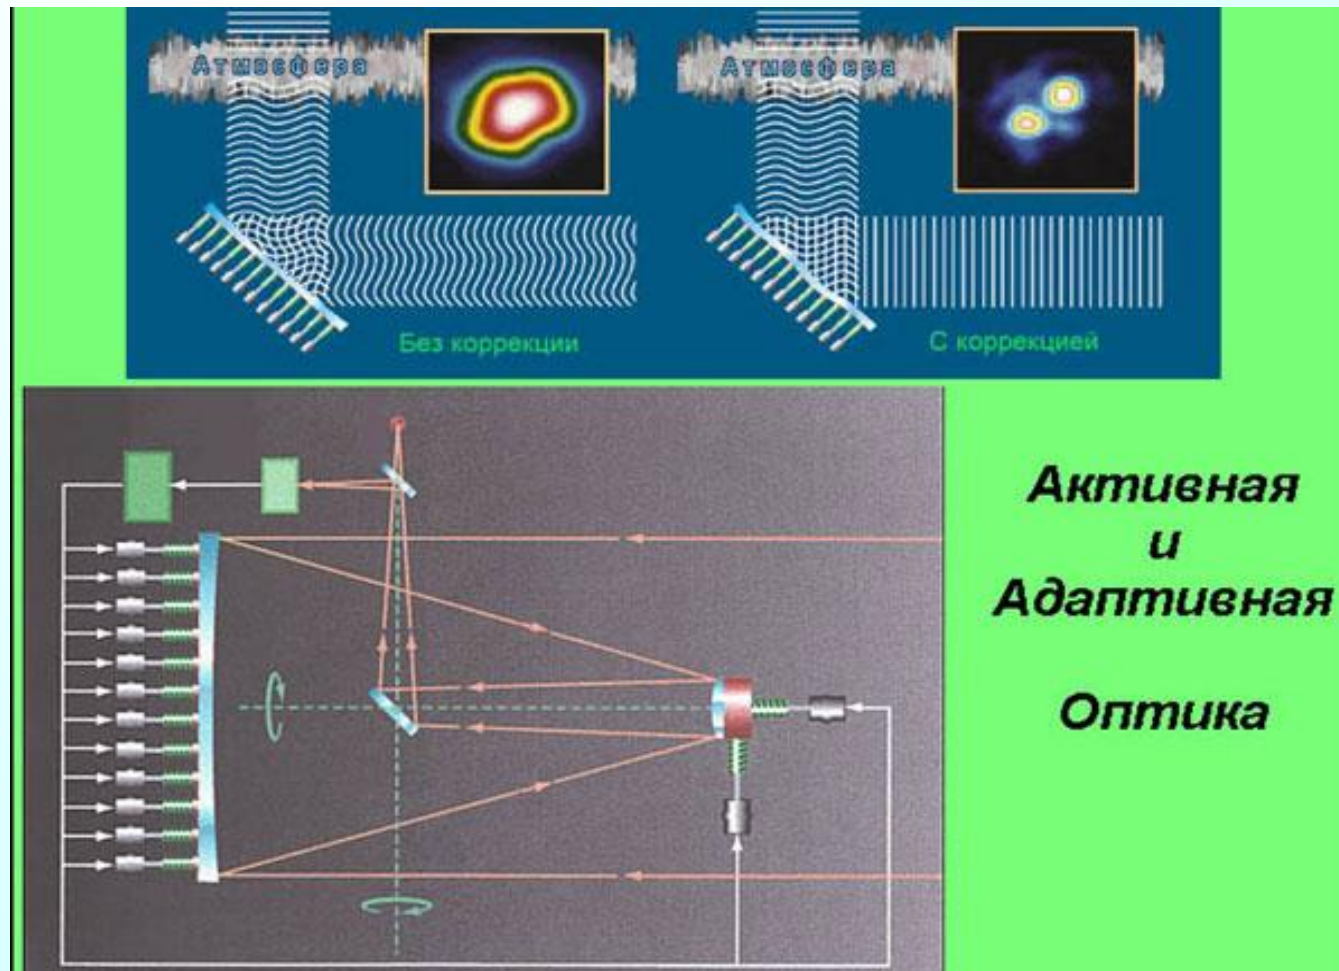 Атмосфера
Атмосфера
Без коррекции
С коррекцией
Активная
и
Адаптивная
Оптика